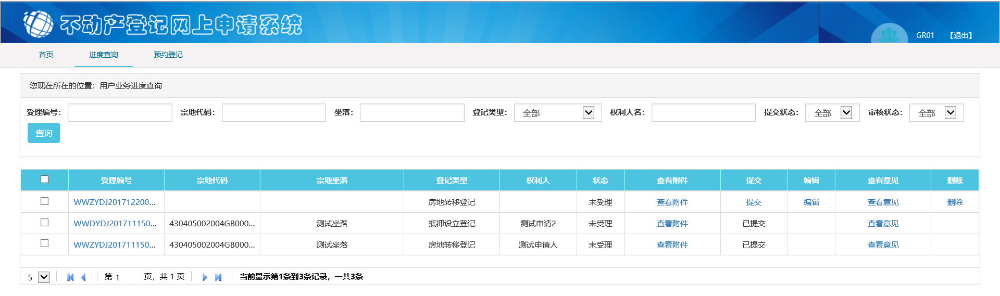 不动产登记网上申请系统
GR01 【退出】
首页 进度查询 预约登记
您现在所在的位置：用户业务进度查询
受理编号： 宗地代码： 坐落： 登记类型： 全部 权利人名： 提交状态： 全部 审核状态： 全部
查询
受理编号 宗地代码 宗地坐落 登记类型 权利人 状态 查看附件 提交 编辑 查看意见 删除
WWZYDJ201712200... 房地转移登记 未受理 查看附件 提交 编辑 查看意见 删除
WWDYDJ201711150... 430405002004GB000... 测试坐落 抵押设立登记 测试申请2 未受理 查看附件 已提交 查看意见
WWZYDJ201711150... 430405002004GB000... 测试坐落 房地转移登记 测试申请人 未受理 查看附件 已提交 查看意见
5 第 1 页，共 1 页 当前显示第1条到3条记录，一共3条